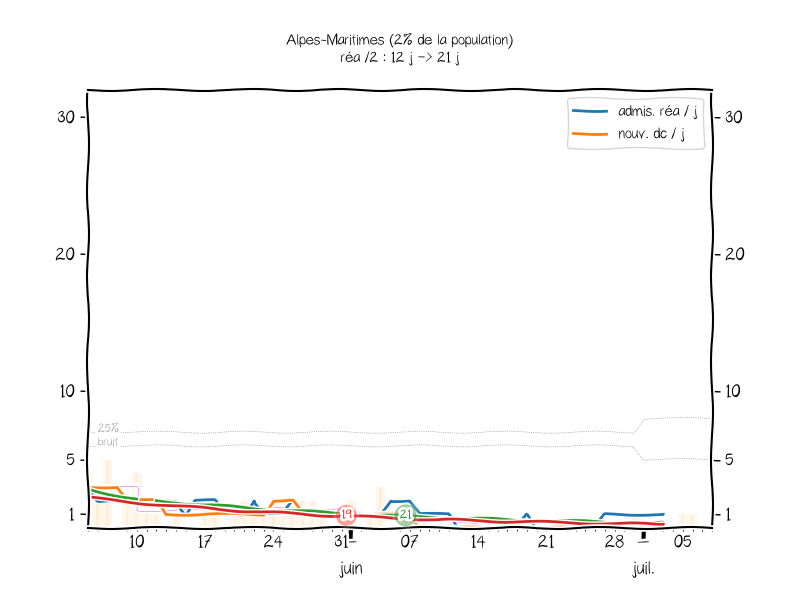 Alpes-Maritimes (2% de la population)
réa /2 : 12 j -> 21 j
admis. réa / j
nouv. dc / j
30
30
20
20
10
10
25%
bruit
5
5
1
1
19
21
10 17 24 31 07 14 21 28 05
juin juil.